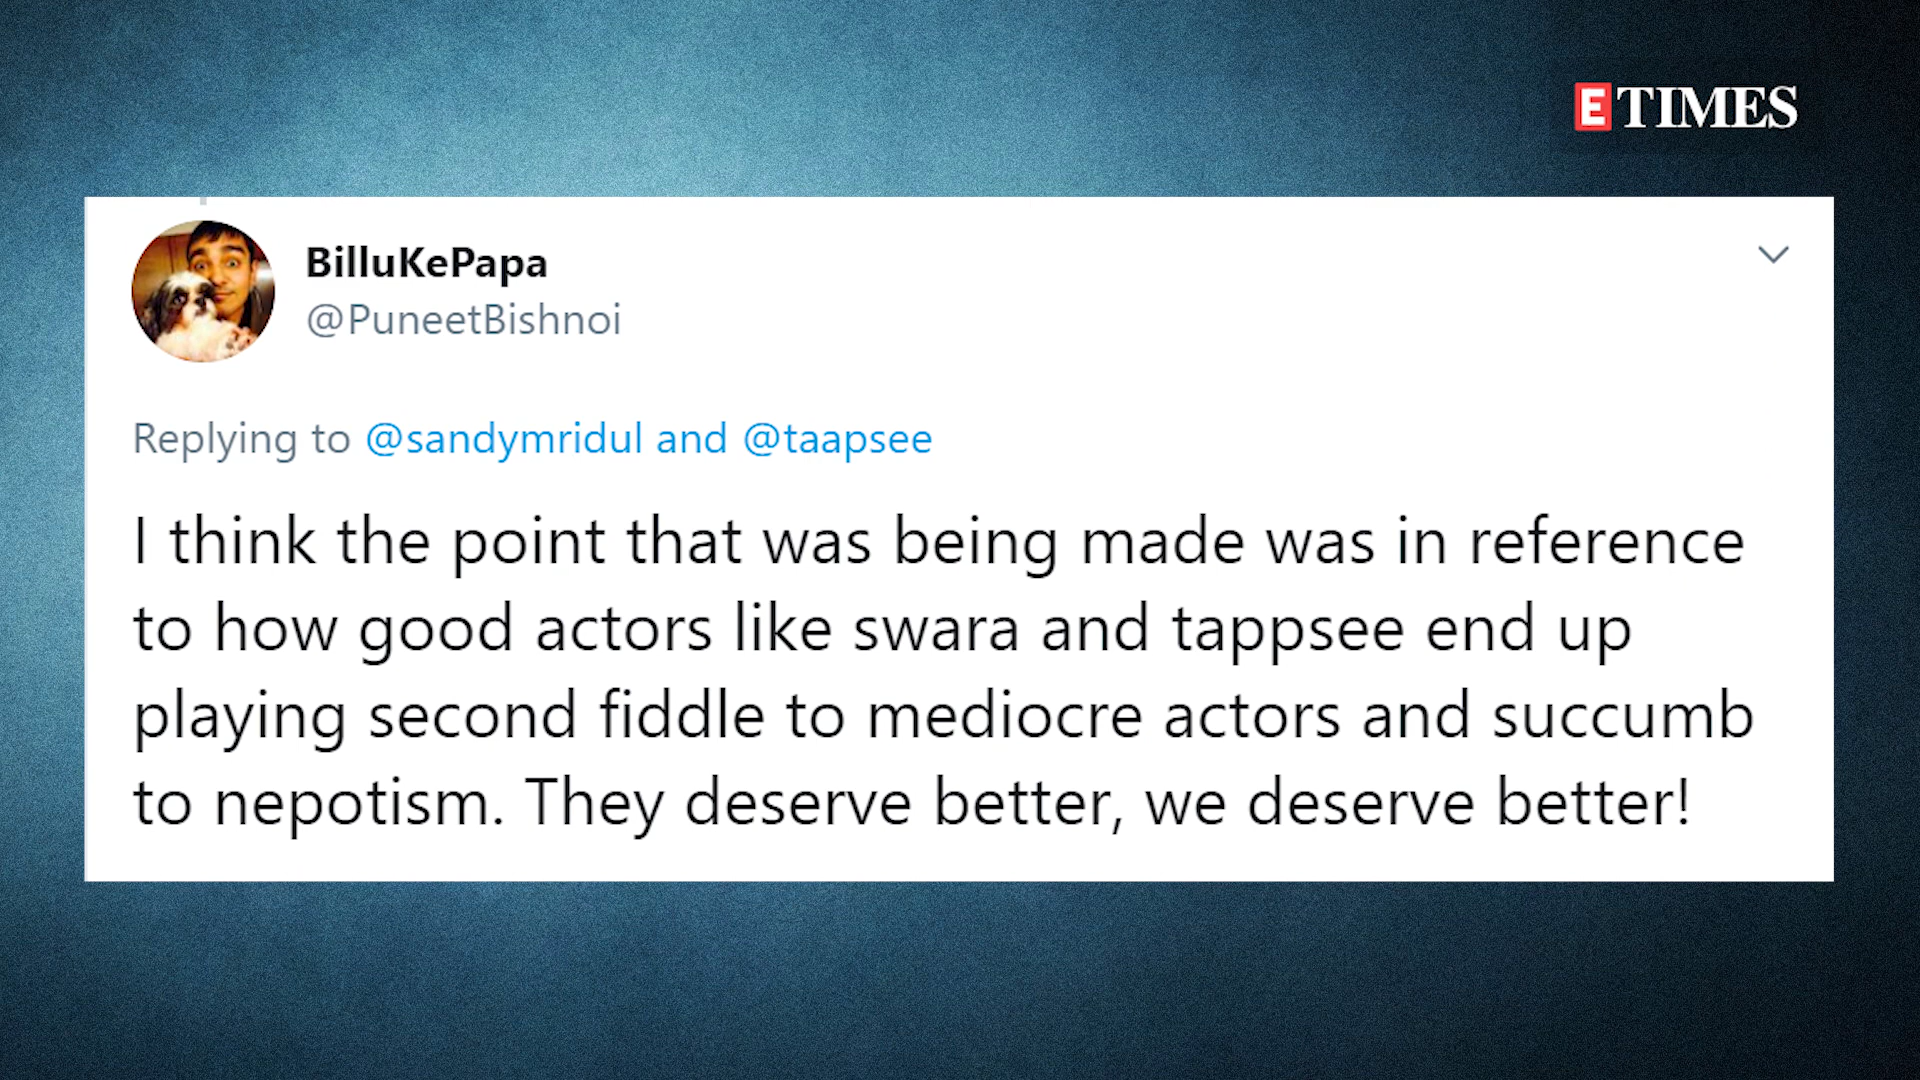 E TIMES
BilluKePapa
@PuneetBishnoi
Replying to @sandymridul and @taapsee
I think the point that was being made was in reference
to how good actors like swara and tappsee end up
playing second fiddle to mediocre actors and succumb
to nepotism. They deserve better, we deserve better!